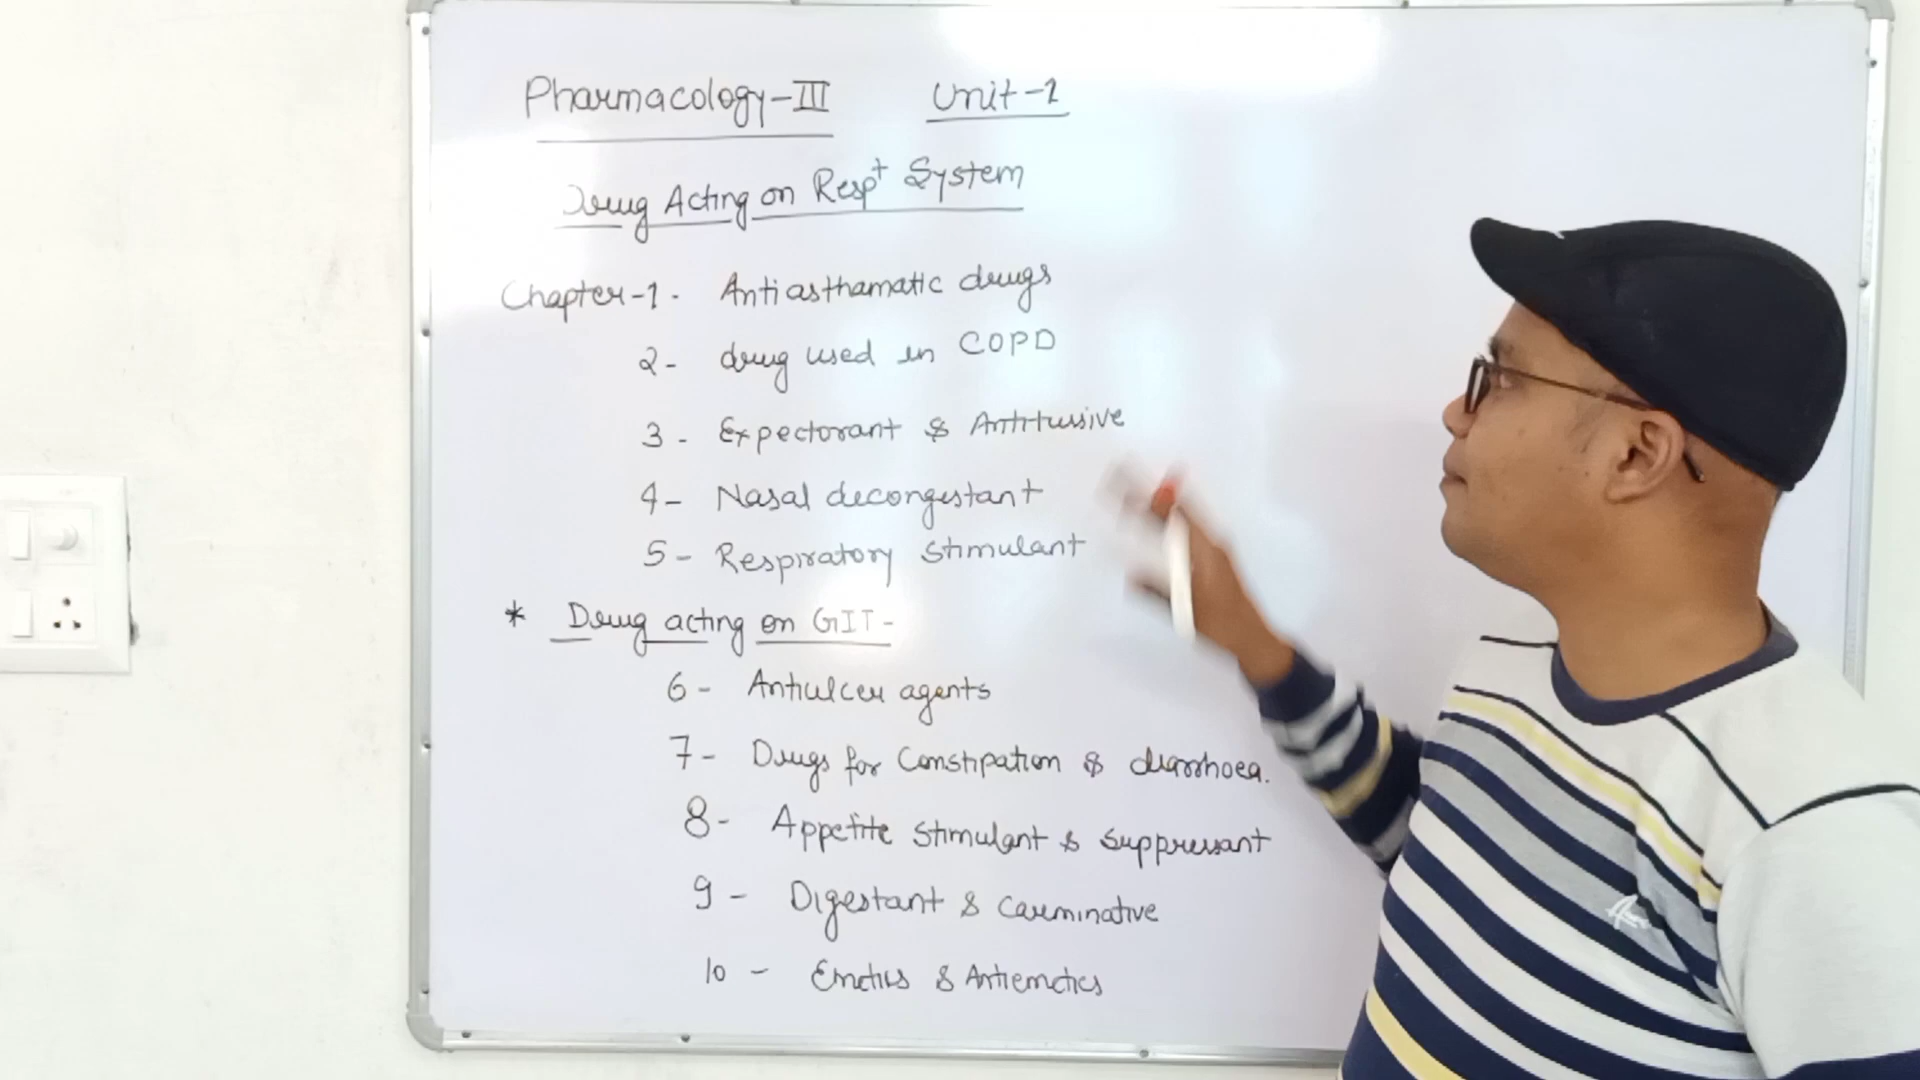 Pharmacology-III Unit-1
Drug Acting on Resp^t System
Chapter-1. Antiasthamatic drugs
2- drug used in COPD
3- Expectorant & Antitussive
4- Nasal decongestant
5- Respiratory Stimulant
* Drug acting on GIT-
6- Antiulcer agents
7- Drugs for Constipation & diarrhoea.
8- Appetite Stimulant & Suppressant
9- Digestant & Carminative
10- Emetics & Antiemetics